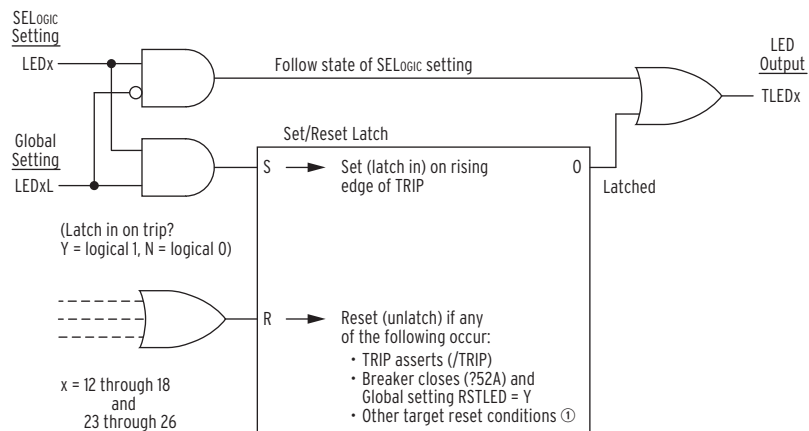 SELOGIC
Setting
LEDx
Follow state of SELOGIC setting
LED
Output
TLEDx
Global
Setting
LEDxL
Set/Reset Latch
S
Set (latch in) on rising
edge of TRIP
O
Latched
(Latch in on trip?
Y = logical 1, N = logical 0)
R
Reset (unlatch) if any
of the following occur:
• TRIP asserts (/TRIP)
• Breaker closes (?52A) and
Global setting RSTLED = Y
• Other target reset conditions ①
x = 12 through 18
and
23 through 26